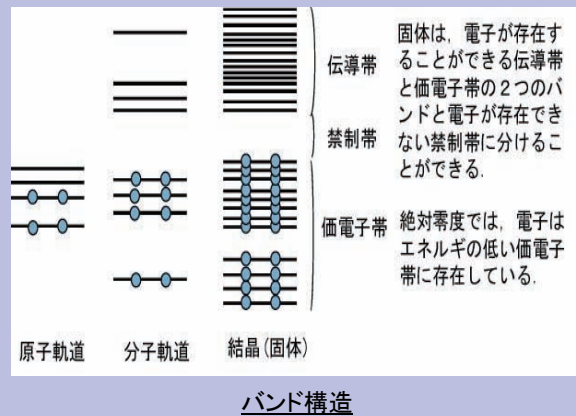 伝導帯
禁制帯
価電子帯
固体は，電子が存在す
ることができる伝導帯
と価電子帯の２つのバ
ンドと電子が存在でき
ない禁制帯に分けるこ
とができる.
絶対零度では，電子は
エネルギの低い価電子
帯に存在している.
原子軌道
分子軌道
結晶(固体)
バンド構造